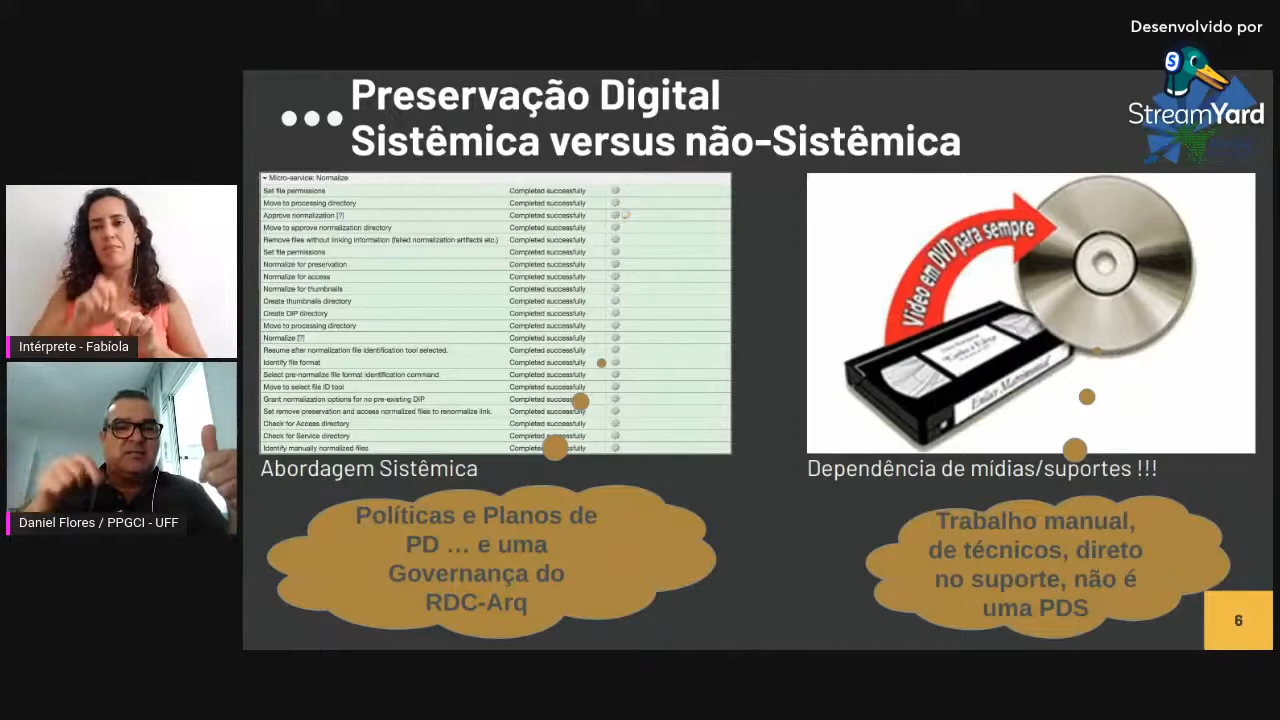 Desenvolvido por
StreamYard
Preservação Digital
Sistêmica versus não-Sistêmica
Micro-service: Normalize
Set file permissions Completed successfully
Move to processing directory Completed successfully
Approve normalization [?] Completed successfully
Move to approve normalization directory Completed successfully
Remove files without linking information (failed normalization artifacts etc.) Completed successfully
Set file permissions Completed successfully
Normalize for preservation Completed successfully
Normalize for access Completed successfully
Normalize for thumbnails Completed successfully
Create thumbnails directory Completed successfully
Create DIP directory Completed successfully
Move to processing directory Completed successfully
Normalize [?] Completed successfully
Resume after normalization file identification tool selected. Completed successfully
Identify file format Completed successfully
Select pre-normalize file format identification command Completed successfully
Move to select file ID tool Completed successfully
Grant normalization options for no pre-existing DIP Completed successfully
Set remove preservation and access normalized files to renormalize link. Completed successfully
Check for Access directory Completed successfully
Check for Service directory Completed successfully
Identify manually normalized files Completed successfully
Vídeo em DVD para sempre
Abordagem Sistêmica
Dependência de mídias/suportes !!!
Políticas e Planos de
PD … e uma
Governança do
RDC-Arq
Trabalho manual,
de técnicos, direto
no suporte, não é
uma PDS
6
Intérprete - Fabíola
Daniel Flores / PPGCI - UFF